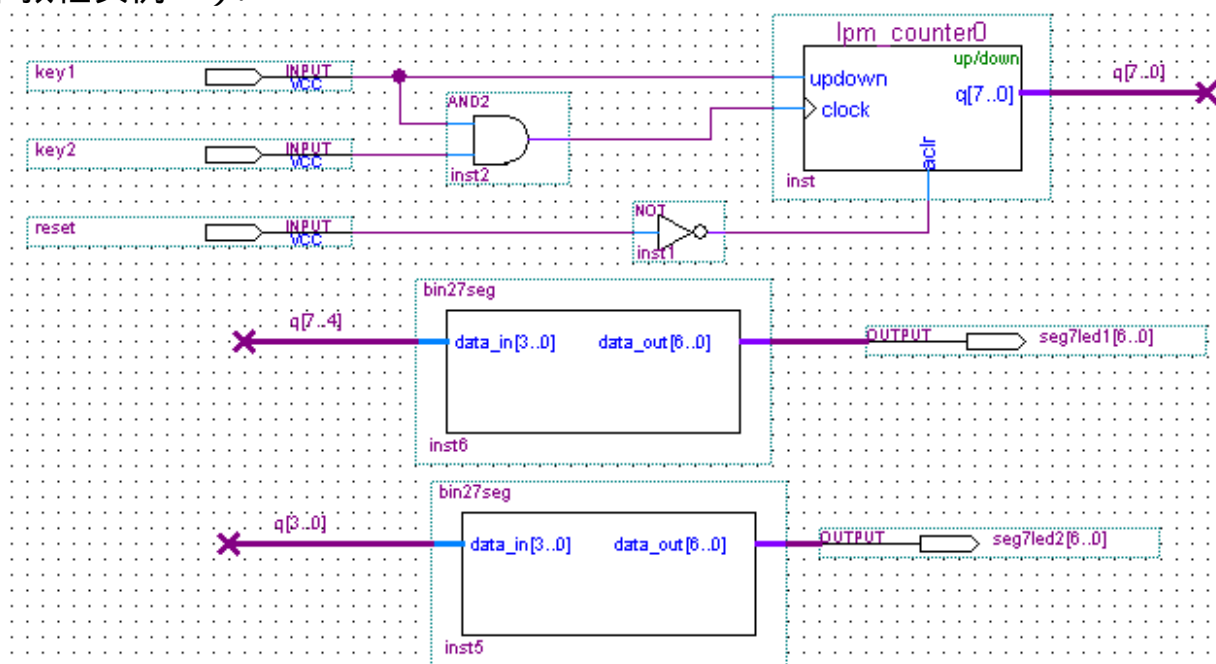 lpm_counter0
up/down
key1
INPUT
VCC
updown
q[7..0]
q[7..0]
clock
AND2
key2
INPUT
VCC
aclr
inst2
inst
reset
INPUT
VCC
NOT
inst1
bin27seg
q[7..4]
data_in[3..0]
data_out[6..0]
OUTPUT
seg7led1[6..0]
inst6
bin27seg
q[3..0]
data_in[3..0]
data_out[6..0]
OUTPUT
seg7led2[6..0]
inst5